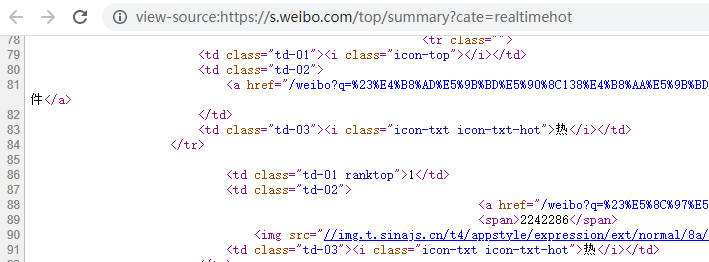 view-source:https://s.weibo.com/top/summary?cate=realtimehot
78 <tr class="">
79 <td class="td-01"><i class="icon-top"></i></td>
80 <td class="td-02">
81 <a href="/weibo?q=%23%E4%B8%AD%E5%9B%BD%E5%90%8C138%E4%B8%AA%E5%9B%BD
件</a>
82 </td>
83 <td class="td-03"><i class="icon-txt icon-txt-hot">热</i></td>
84 </tr>
85
86 <td class="td-01 ranktop">1</td>
87 <td class="td-02">
88 <a href="/weibo?q=%23%E5%8C%97%E5
89 <span>2242286</span>
90 <img src="//img.t.sinajs.cn/t4/appstyle/expression/ext/normal/8a/
91 <td class="td-03"><i class="icon-txt icon-txt-hot">热</i></td>